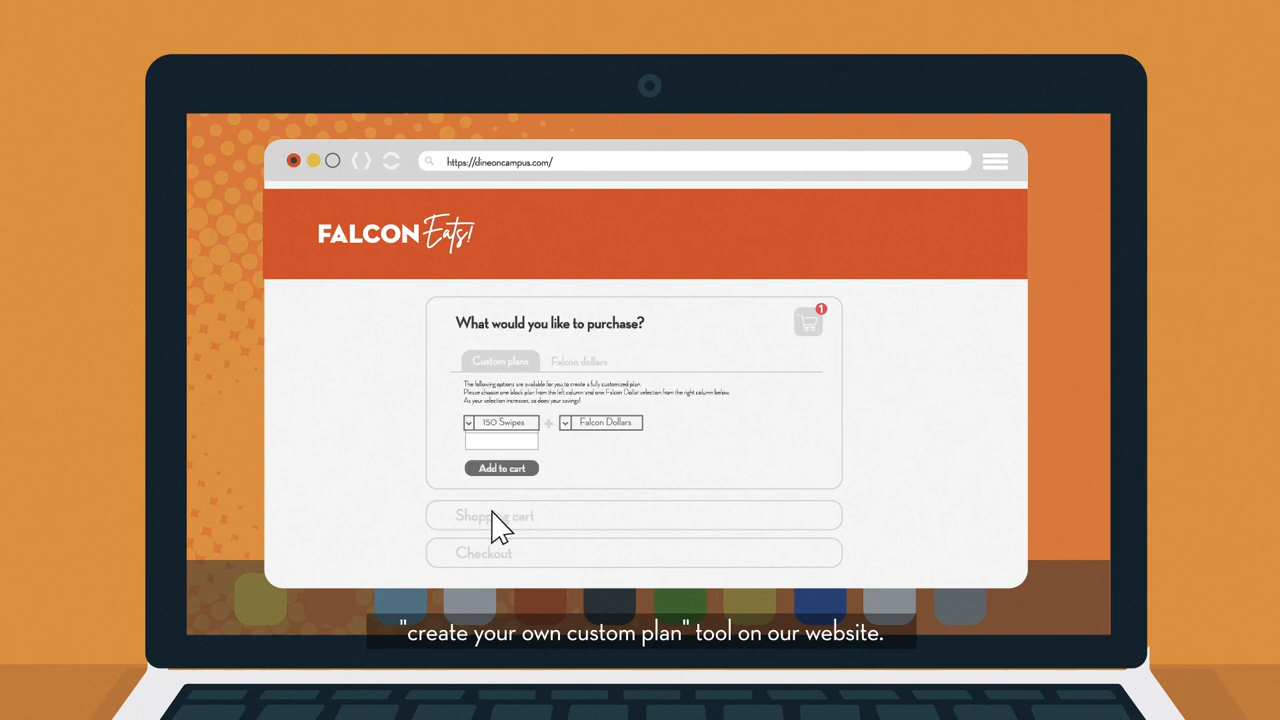 https://dineoncampus.com/
FALCON Eats!
1
What would you like to purchase?
Custom plans Falcon dollars
The following options are available for you to create a fully customized plan.
Please choose one block plan from the left column and one Falcon Dollar selection from the right column below.
As your selection increases, so does your savings!
150 Swipes + Falcon Dollars
Add to cart
Shopping cart
Checkout
"create your own custom plan" tool on our website.